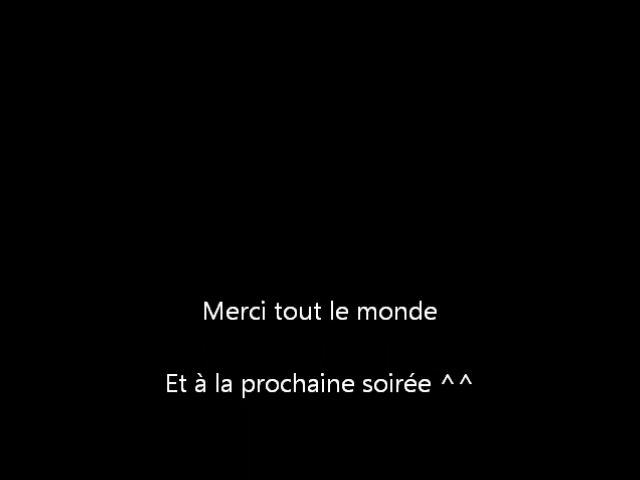 Merci tout le monde
Et à la prochaine soirée ^^